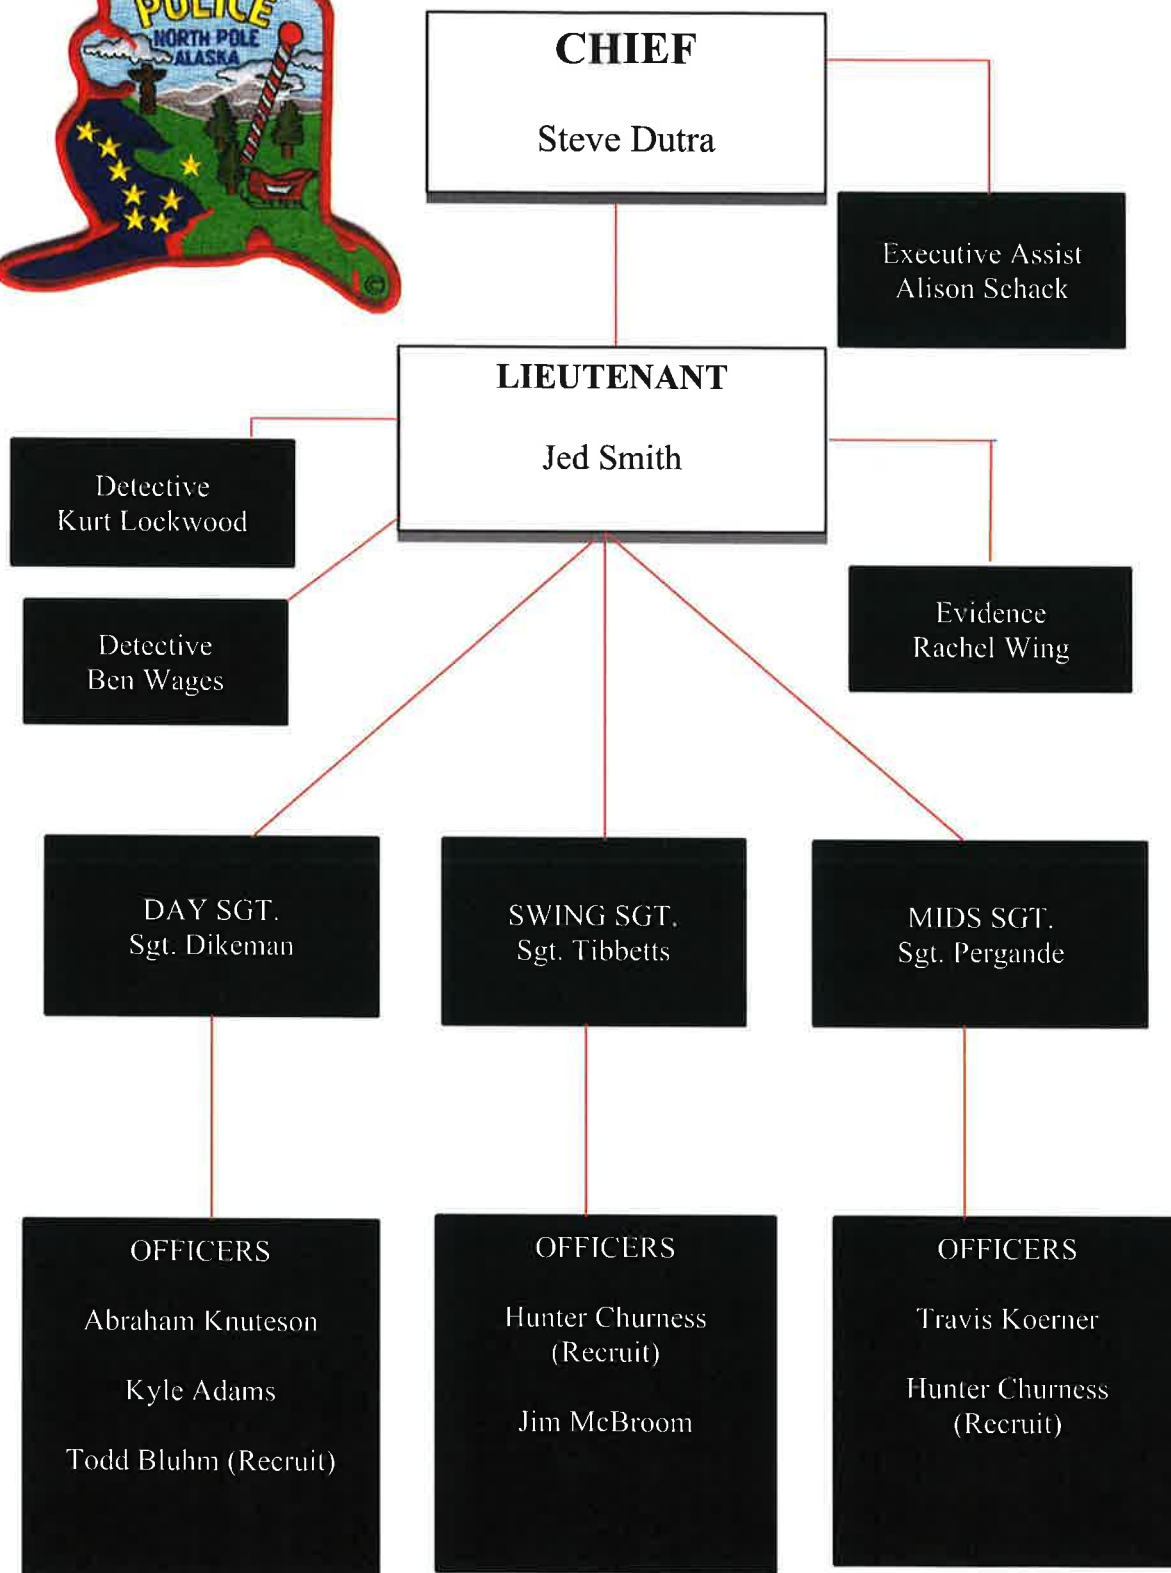 POLICE
NORTH POLE
ALASKA
©
CHIEF
Steve Dutra
Executive Assist
Alison Schack
LIEUTENANT
Jed Smith
Detective
Kurt Lockwood
Detective
Ben Wages
Evidence
Rachel Wing
DAY SGT.
Sgt. Dikeman
SWING SGT.
Sgt. Tibbetts
MIDS SGT.
Sgt. Pergande
OFFICERS
Abraham Knuteson
Kyle Adams
Todd Bluhm (Recruit)
OFFICERS
Hunter Churness
(Recruit)
Jim McBroom
OFFICERS
Travis Koerner
Hunter Churness
(Recruit)